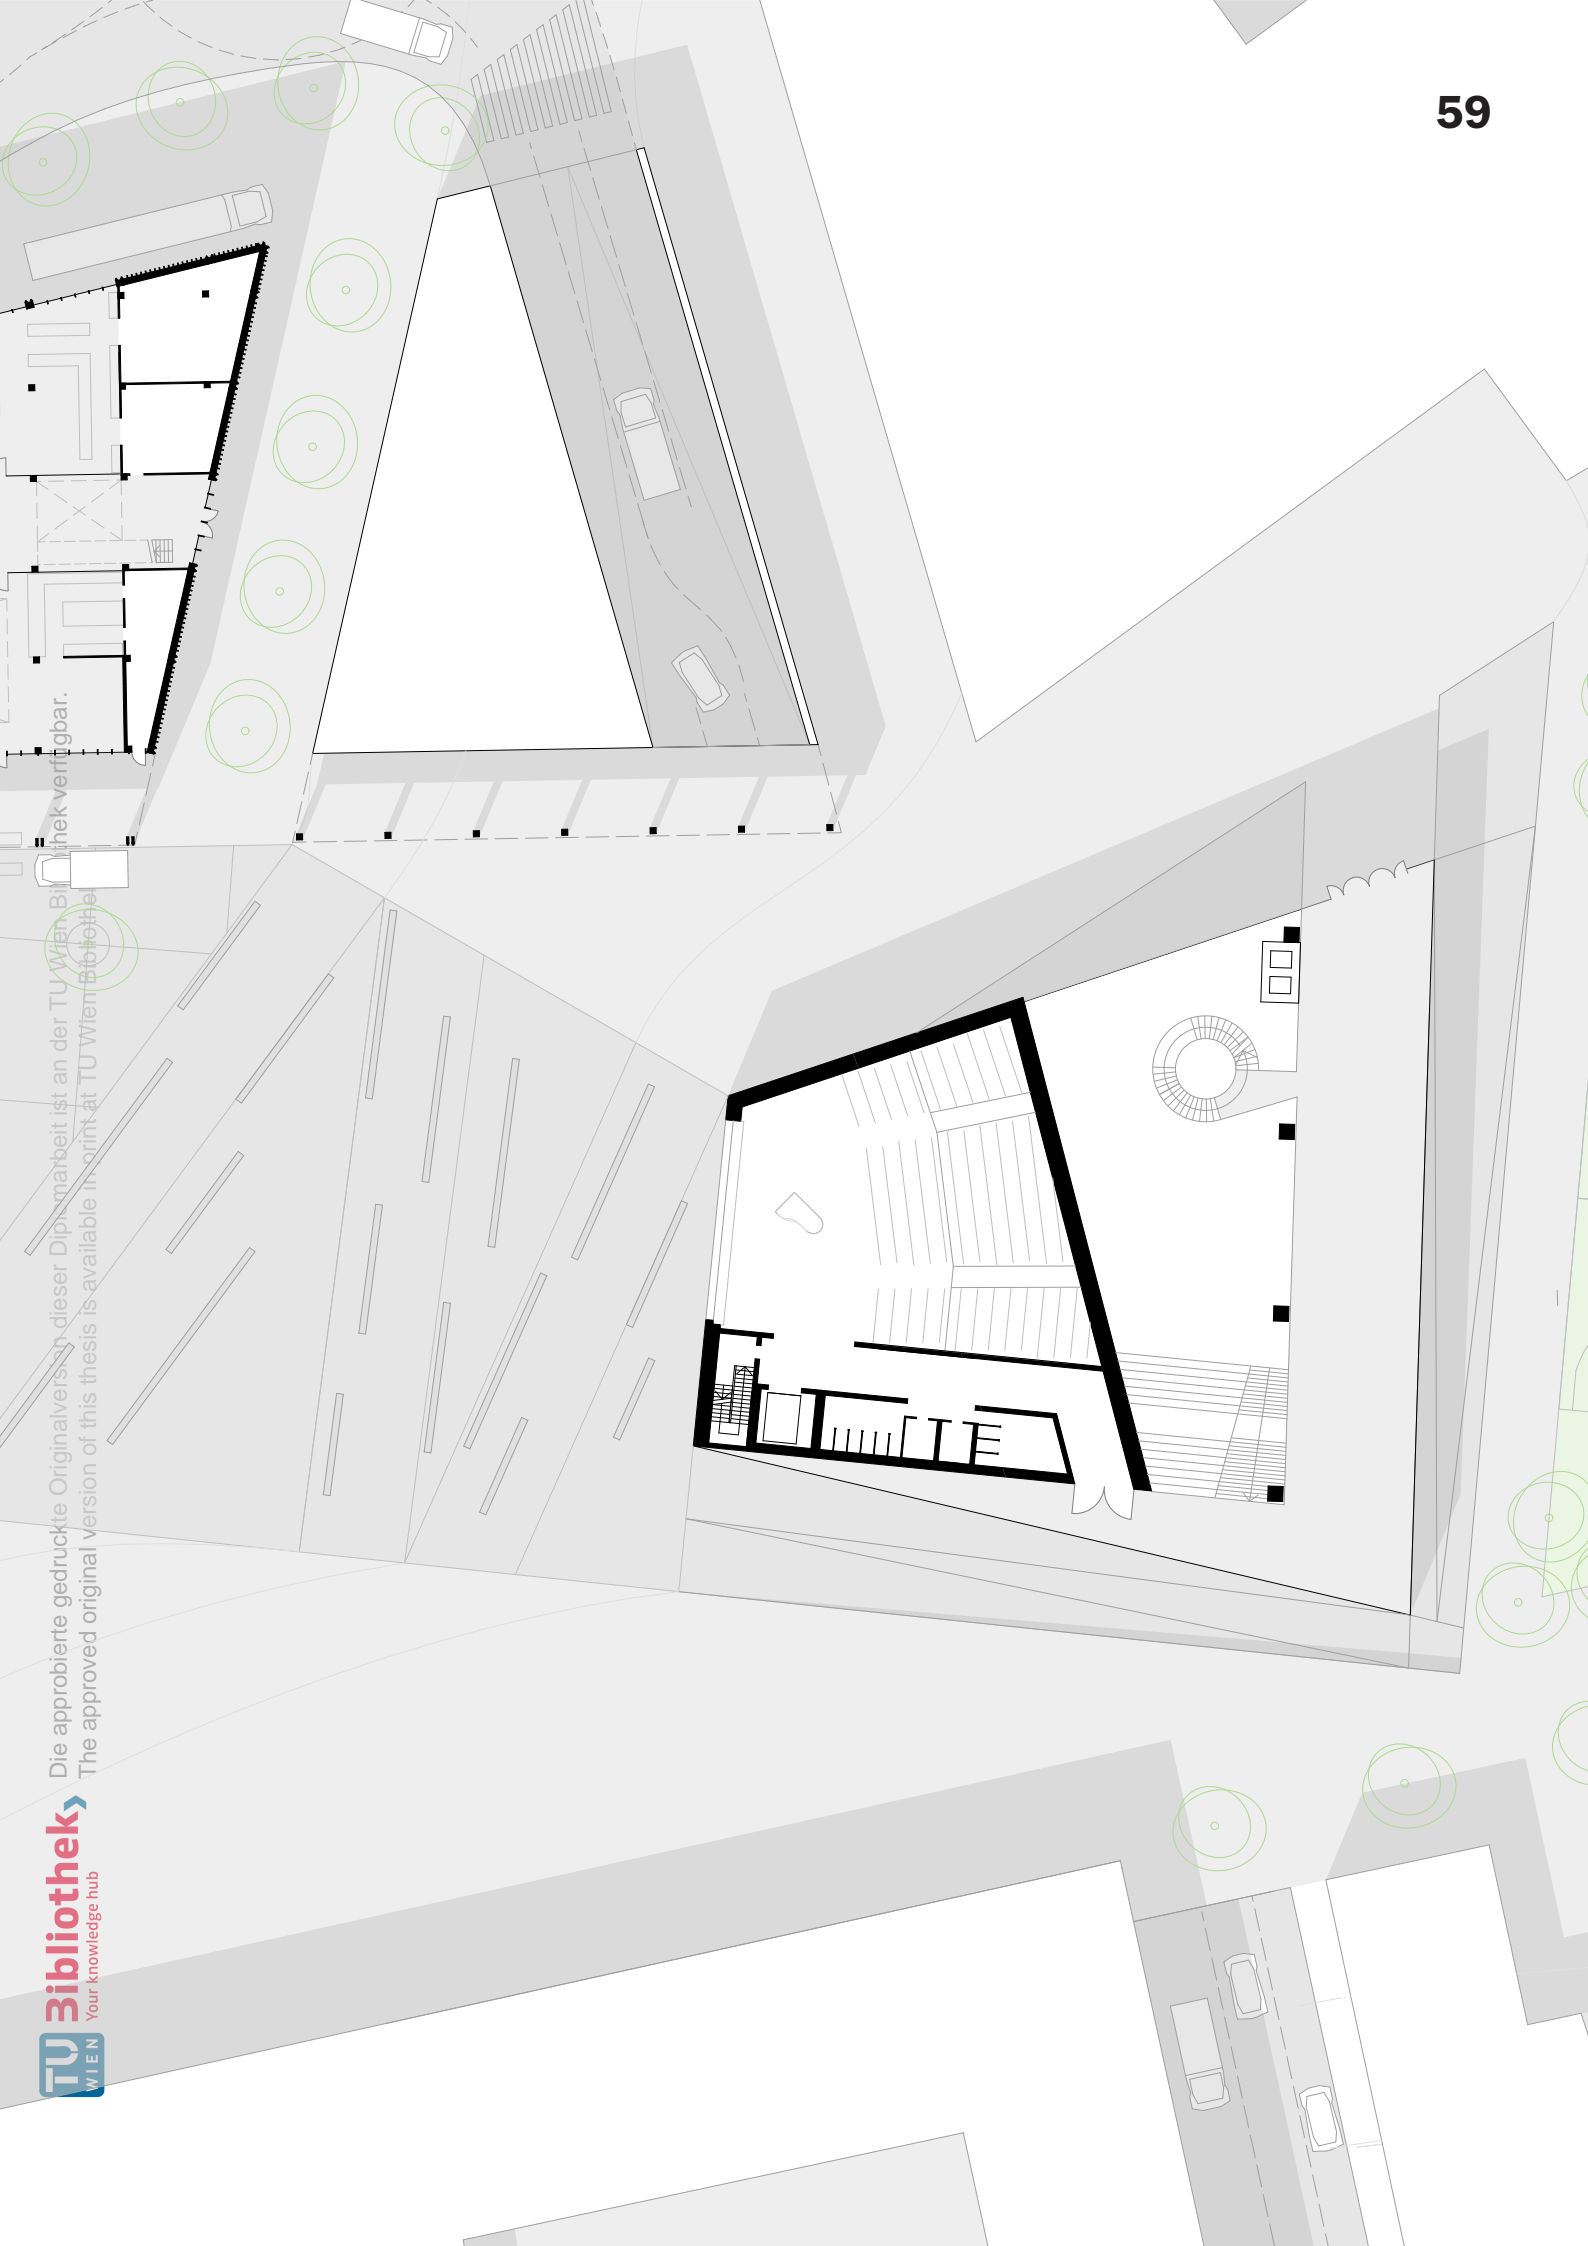 59
Die approbierte gedruckte Originalversion dieser Diplomarbeit ist an der TU Wien Bibliothek verfügbar.
The approved original version of this thesis is available in print at TU Wien Bibliothek.
TU WIEN
Bibliothek
Your knowledge hub